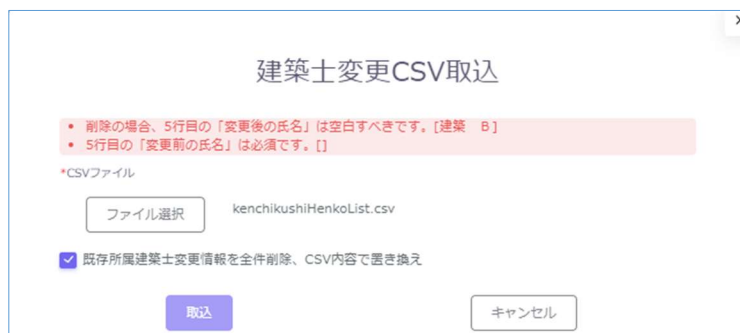 建築士変更CSV取込
• 削除の場合、5行目の「変更後の氏名」は空白すべきです。[建築　B]
• 5行目の「変更前の氏名」は必須です。[]
*CSVファイル
ファイル選択 kenchikushiHenkoList.csv
既存所属建築士変更情報を全件削除、CSV内容で置き換え
取込 キャンセル